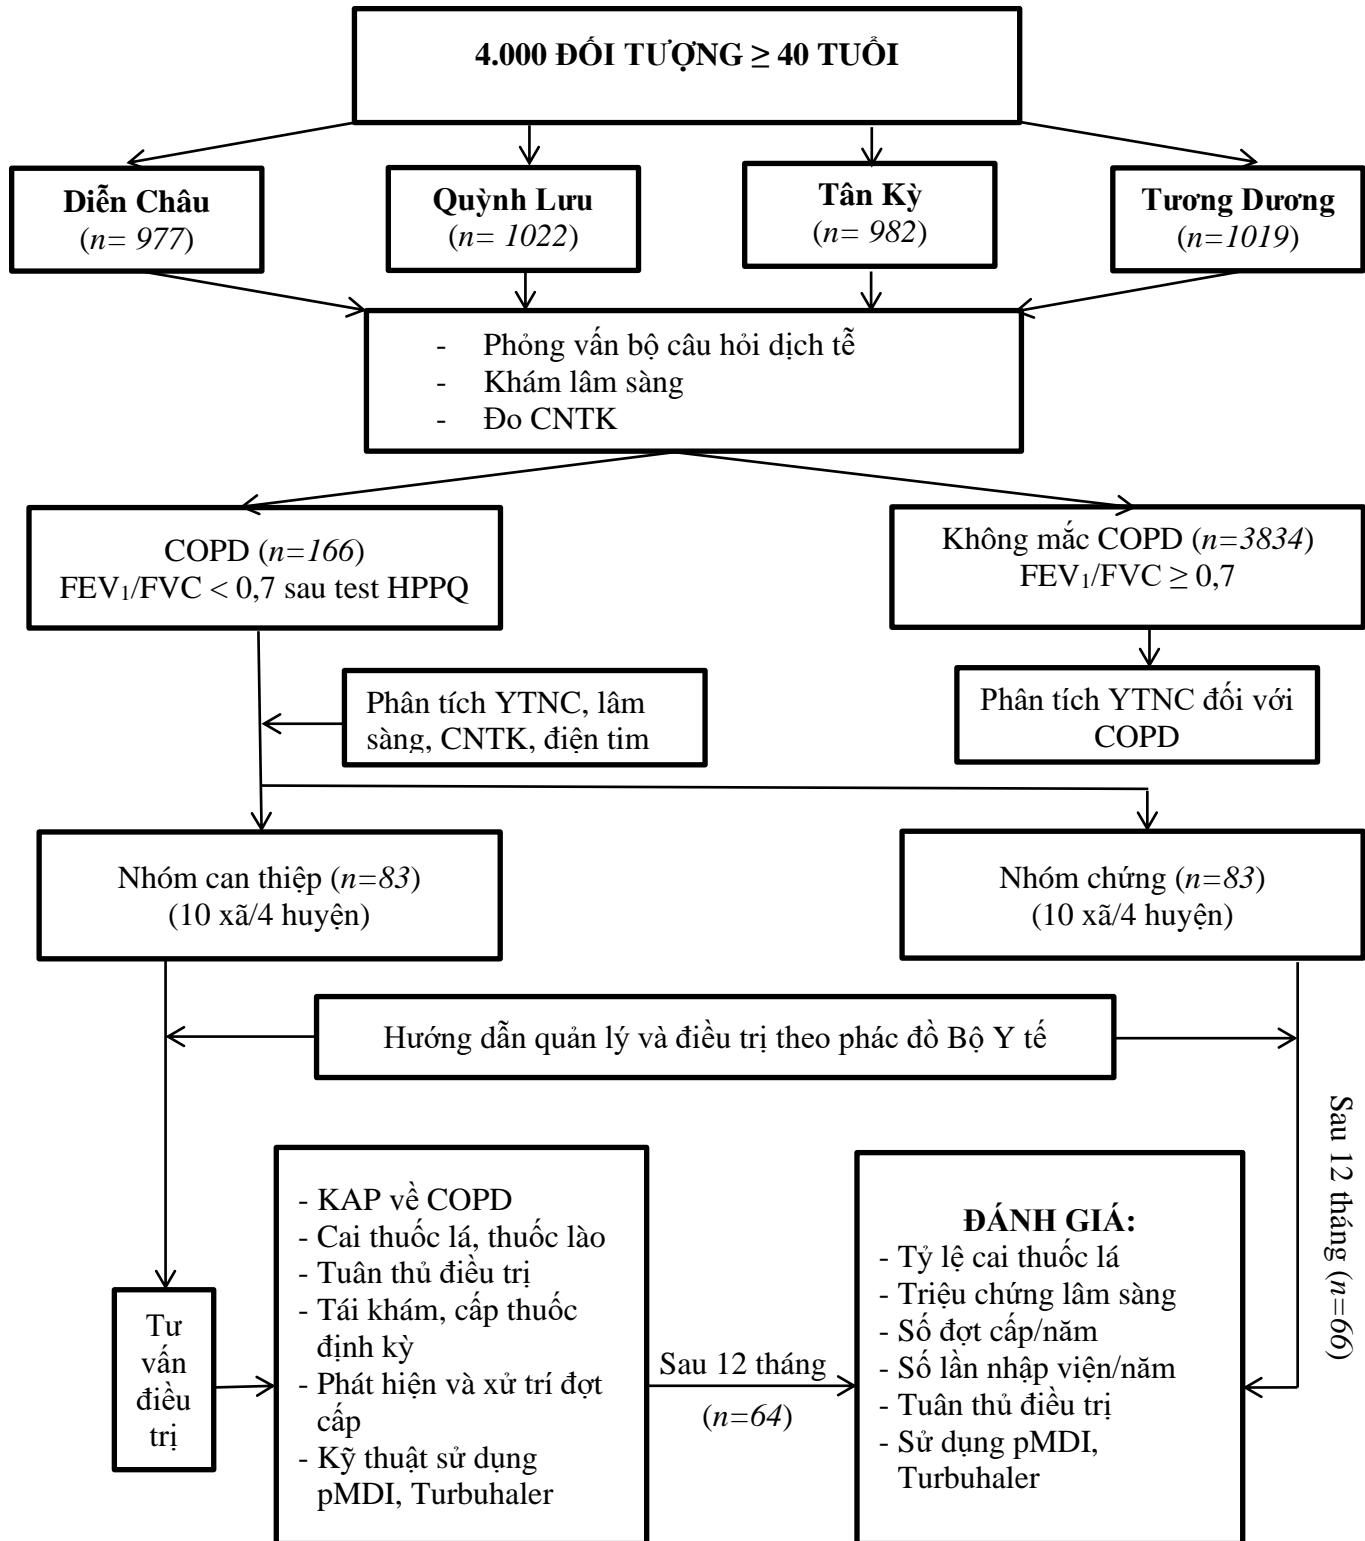 4.000 ĐỐI TƯỢNG ≥ 40 TUỔI
Diễn Châu
(n= 977)
Quỳnh Lưu
(n= 1022)
Tân Kỳ
(n= 982)
Tương Dương
(n=1019)
- Phỏng vấn bộ câu hỏi dịch tễ
- Khám lâm sàng
- Đo CNTK
COPD (n=166)
FEV₁/FVC < 0,7 sau test HPPQ
Không mắc COPD (n=3834)
FEV₁/FVC ≥ 0,7
Phân tích YTNC, lâm
sàng, CNTK, điện tim
Phân tích YTNC đối với
COPD
Nhóm can thiệp (n=83)
(10 xã/4 huyện)
Nhóm chứng (n=83)
(10 xã/4 huyện)
Hướng dẫn quản lý và điều trị theo phác đồ Bộ Y tế
Tư
vấn
điều
trị
- KAP về COPD
- Cai thuốc lá, thuốc lào
- Tuân thủ điều trị
- Tái khám, cấp thuốc
định kỳ
- Phát hiện và xử trí đợt
cấp
- Kỹ thuật sử dụng
pMDI, Turbuhaler
Sau 12 tháng
(n=64)
ĐÁNH GIÁ:
- Tỷ lệ cai thuốc lá
- Triệu chứng lâm sàng
- Số đợt cấp/năm
- Số lần nhập viện/năm
- Tuân thủ điều trị
- Sử dụng pMDI,
Turbuhaler
Sau 12 tháng (n=66)